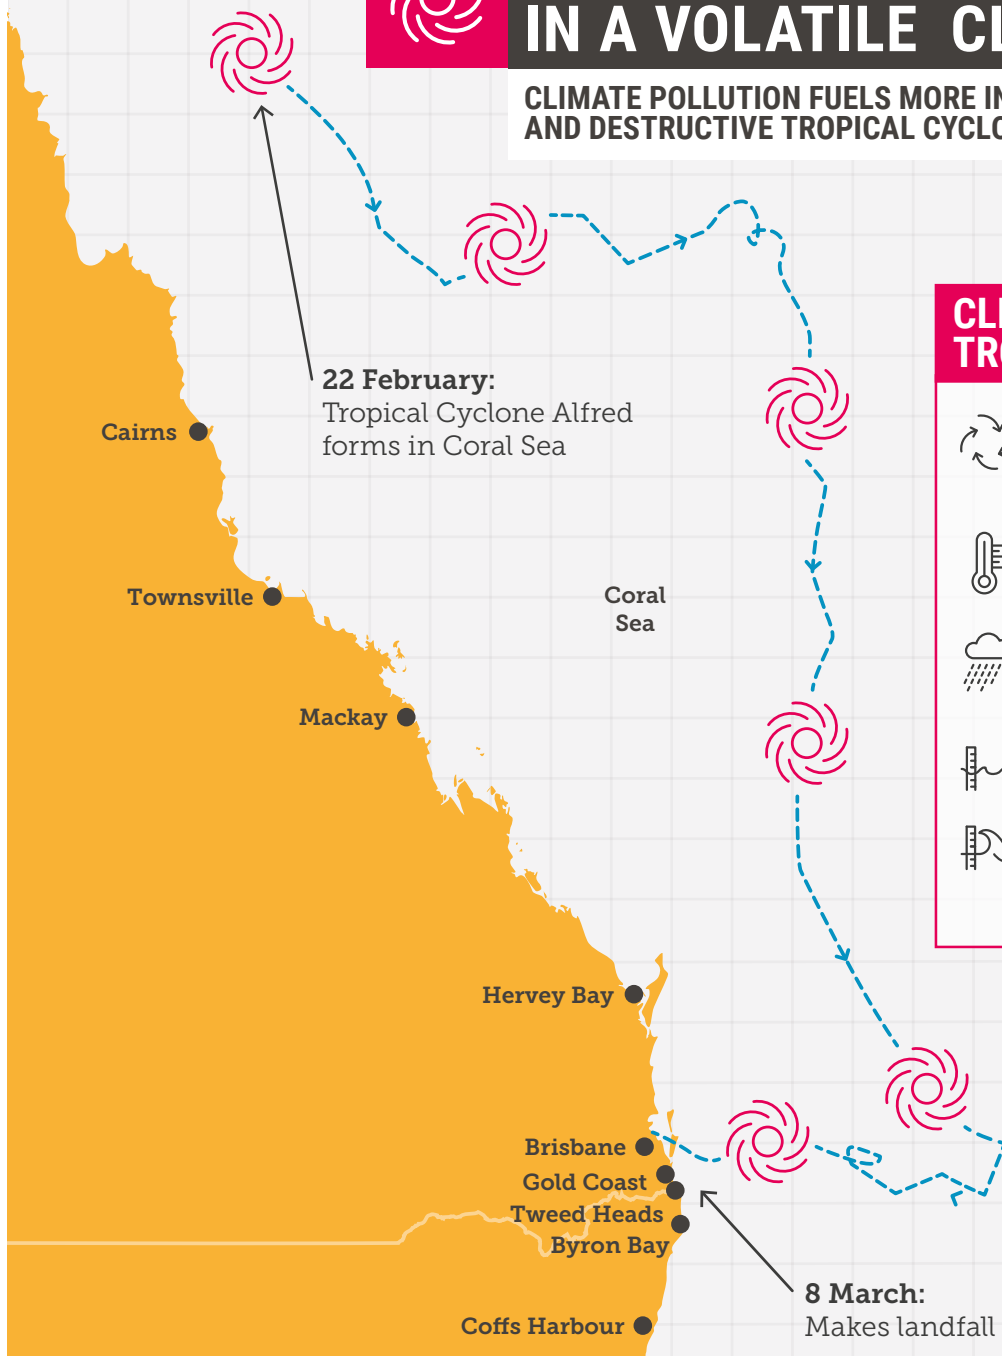 IN A VOLATILE
CLIMATE POLLUTION FUELS MORE
AND DESTRUCTIVE TROPICAL
22 February:
Tropical Cyclone Alfred
forms in Coral Sea
Cairns
Townsville
Coral
Sea
Mackay
Hervey Bay
Brisbane
Gold Coast
Tweed Heads
Byron Bay
8 March:
Makes landfall
Coffs Harbour